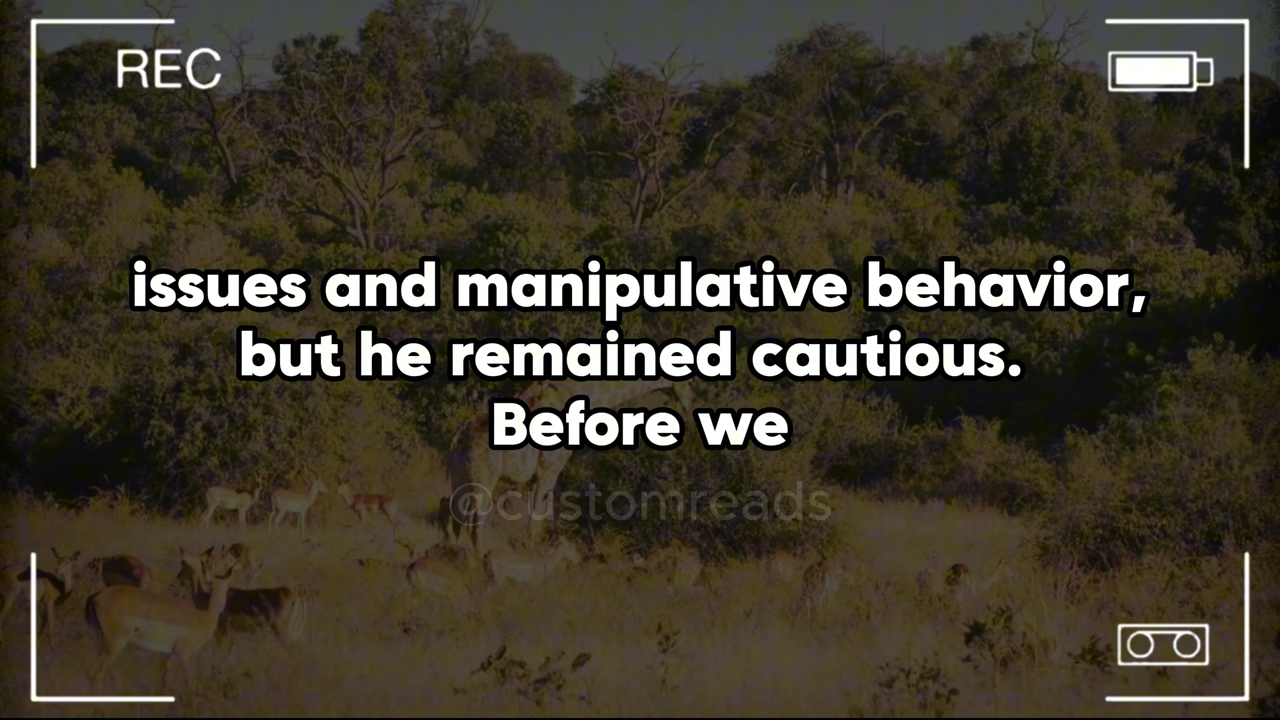 REC
issues and manipulative behavior,
but he remained cautious.
Before we
@customreads